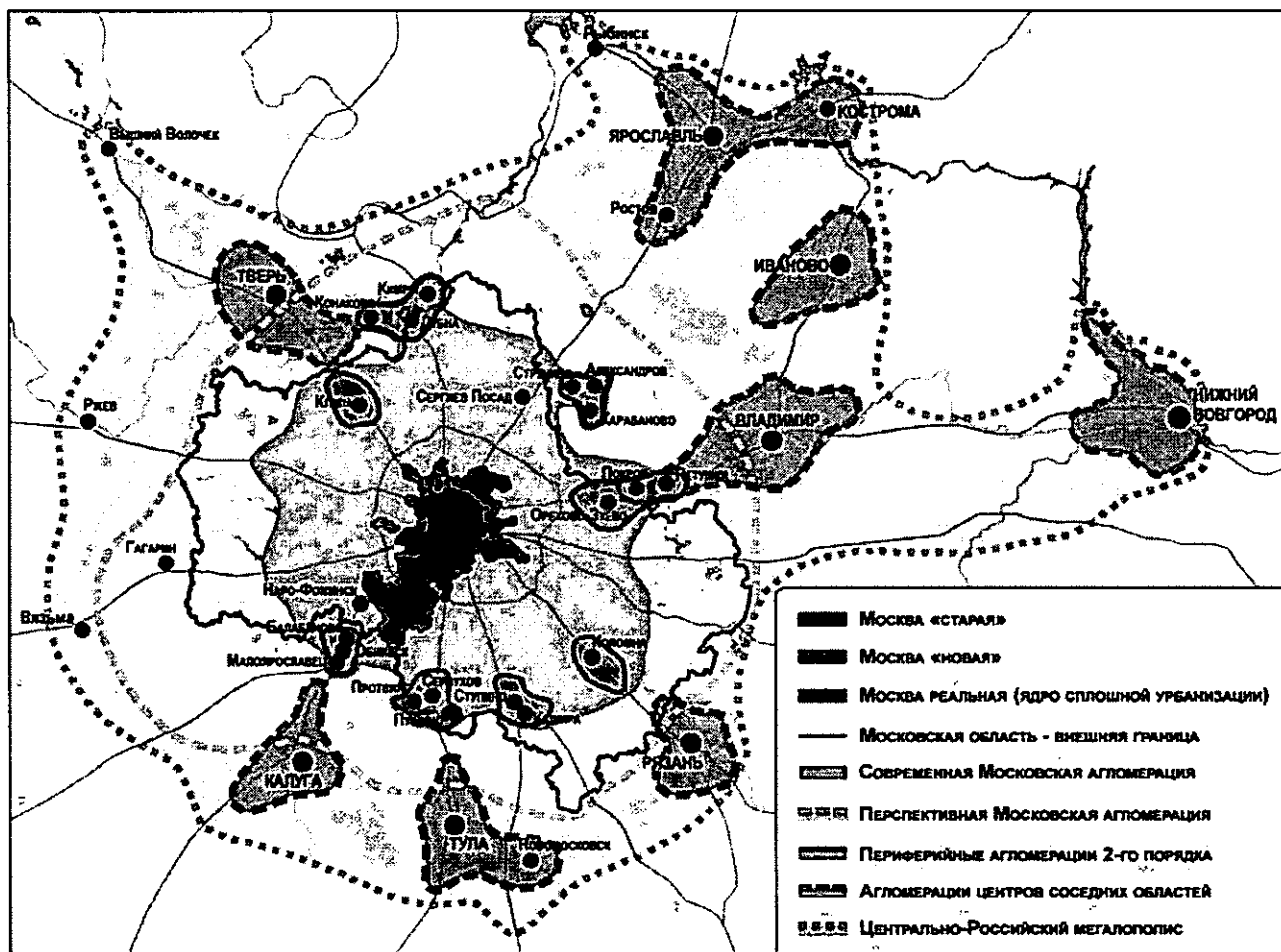 Рыбинск
КОСТРОМА
ЯРОСЛАВЛЬ
Вышний Волочек
Ростов
ИВАНОВО
ТВЕРЬ
Конаково
Александров
Сергиев Посад
Карабаново
Ржев
НИЖНИЙ
НОВГОРОД
ВЛАДИМИР
Гагарин
Наро-Фоминск
Вязьма
Балабаново
Обнинск
Малоярославец
Серпухов
КАЛУГА
РЯЗАНЬ
ТУЛА
Новомосковск
Москва «старая»
Москва «новая»
Москва реальная (ядро сплошной урбанизации)
Московская область - внешняя граница
Современная Московская агломерация
Перспективная Московская агломерация
Периферийные агломерации 2-го порядка
Агломерации центров соседних областей
Центрально-Российский мегалополис